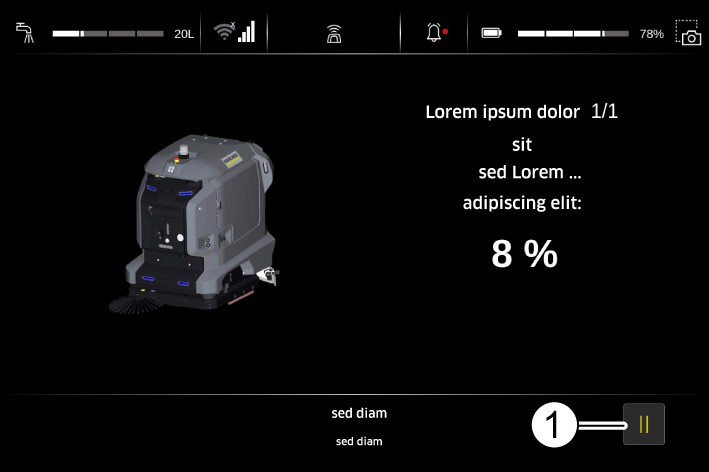 20L
78%
Lorem ipsum dolor 1/1
sit
sed Lorem ...
adipiscing elit:
8 %
sed diam
sed diam
1